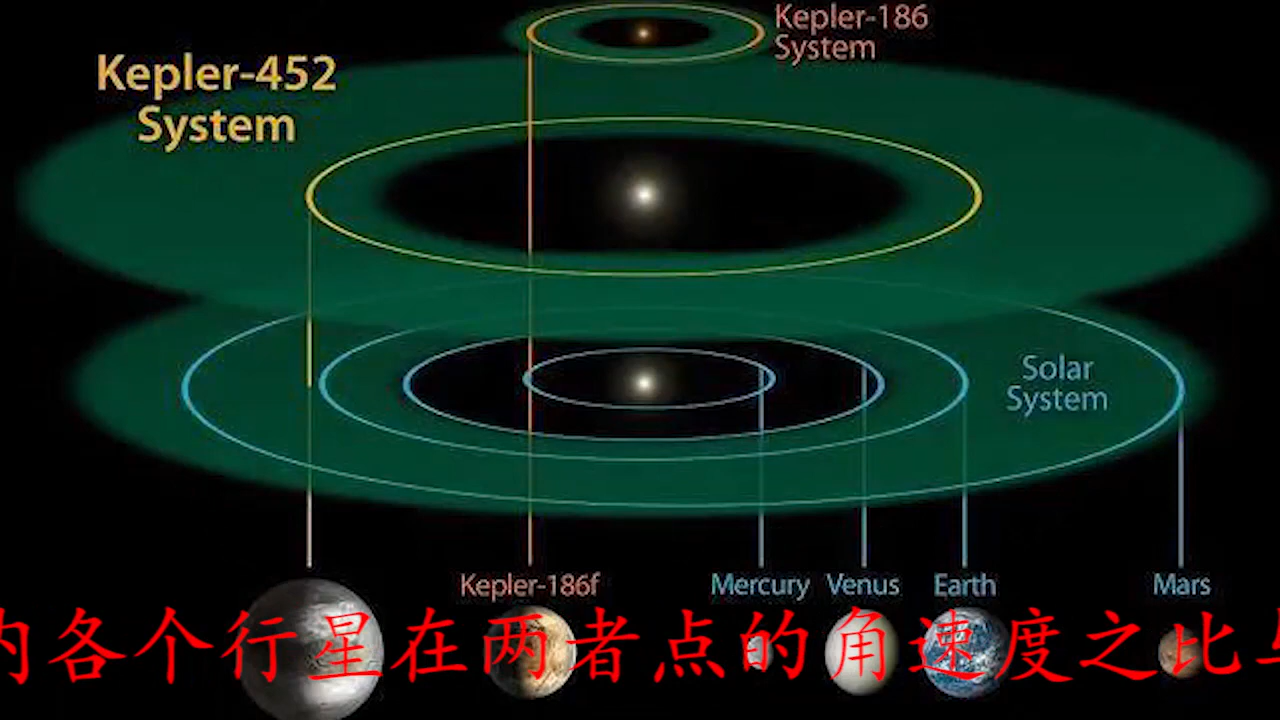 Kepler-186
System
Kepler-452
System
Solar
System
Kepler-186f
Mercury
Venus
Earth
Mars
内各个行星在两者点的角速度之比